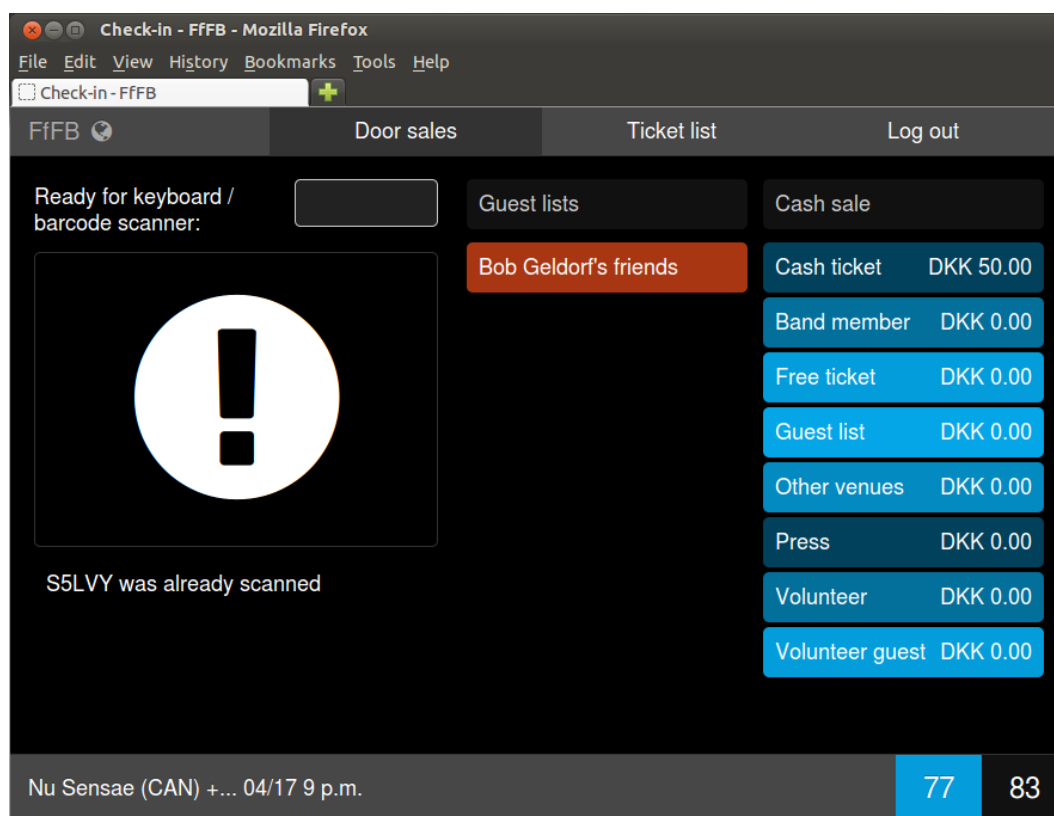 Check-in - FfFB - Mozilla Firefox
File Edit View History Bookmarks Tools Help
Check-in - FfFB
FfFB Door sales Ticket list Log out
Ready for keyboard /
barcode scanner:
S5LVY was already scanned
Guest lists
Bob Geldorf's friends
Cash sale
Cash ticket DKK 50.00
Band member DKK 0.00
Free ticket DKK 0.00
Guest list DKK 0.00
Other venues DKK 0.00
Press DKK 0.00
Volunteer DKK 0.00
Volunteer guest DKK 0.00
Nu Sensae (CAN) +... 04/17 9 p.m. 77 83